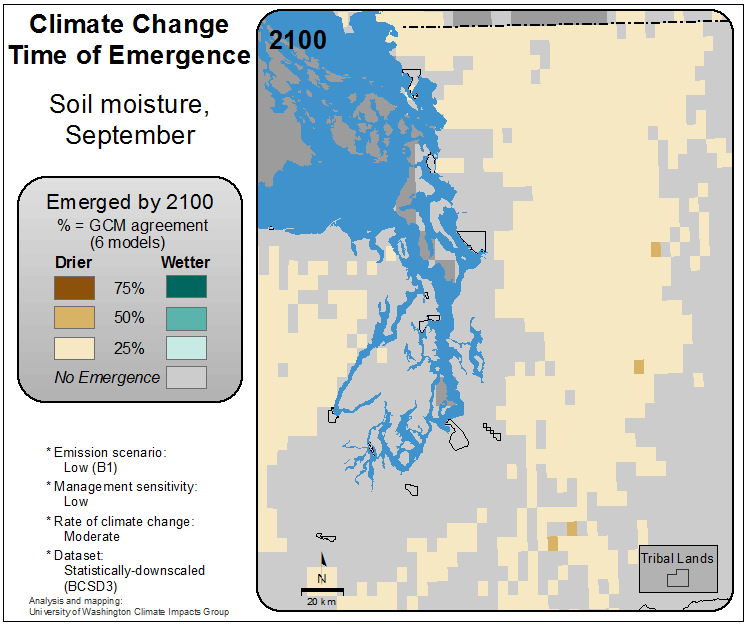 Climate Change
Time of Emergence
Soil moisture,
September
Emerged by 2100
% = GCM agreement
(6 models)
Drier Wetter
75%
50%
25%
No Emergence
* Emission scenario:
Low (B1)
* Management sensitivity:
Low
* Rate of climate change:
Moderate
* Dataset:
Statistically-downscaled
(BCSD3)
Analysis and mapping:
University of Washington Climate Impacts Group
2100
N
20 km
Tribal Lands